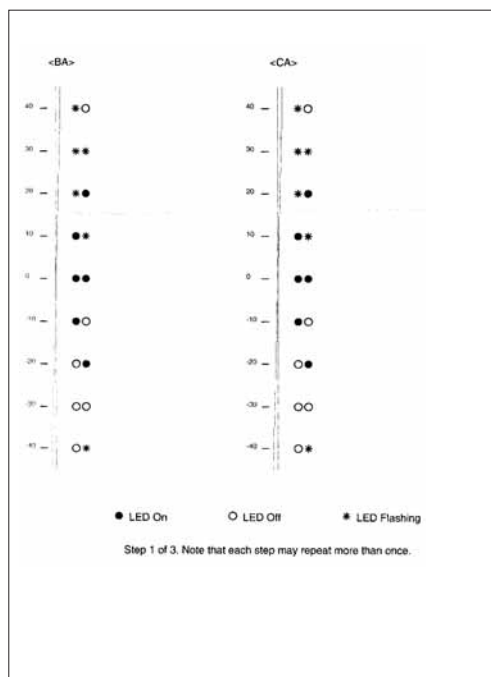 <BA> <CA>
40 — 40 —
30 — 30 —
20 — 20 —
10 — 10 —
0 — 0 —
-10 — -10 —
-20 — -20 —
-30 — -30 —
-40 — -40 —
LED On LED Off LED Flashing
Step 1 of 3. Note that each step may repeat more than once.